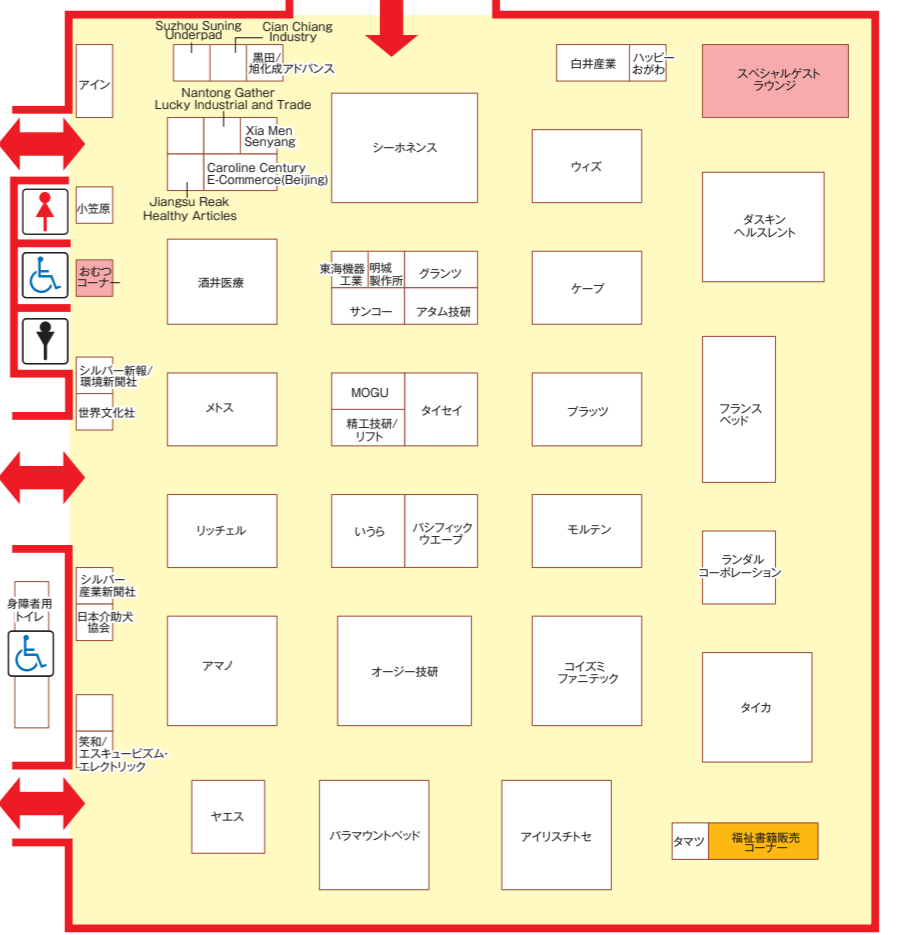 Suzhou Suning
Underpad
Cian Chiang
Industry
黒田/
旭化成アドバンス
アイン
白井産業
ハッピー
おがわ
スペシャルゲスト
ラウンジ
Nantong Gather
Lucky Industrial and Trade
Xia Men
Senyang
Caroline Century
E-Commerce(Beijing)
Jiangsu Reak
Healthy Articles
シーホネンス
ウィズ
小笠原
ダスキン
ヘルスレント
おむつ
コーナー
酒井医療
東海機器
工業
明城
製作所
グランツ
サンコー
アタム技研
ケープ
シルバー新報/
環境新聞社
世界文化社
メトス
MOGU
精工技研/
リフト
タイセイ
プラッツ
フランス
ベッド
リッチェル
いうら
パシフィック
ウエーブ
モルテン
ランダル
コーポレーション
シルバー
産業新聞社
日本介助犬
協会
身障者用
トイレ
アマノ
オージー技研
コイズミ
ファニテック
タイカ
笑和/
エスキュービズム・
エレクトリック
ヤエス
パラマウントベッド
アイリスチトセ
タマツ
福祉書籍販売
コーナー